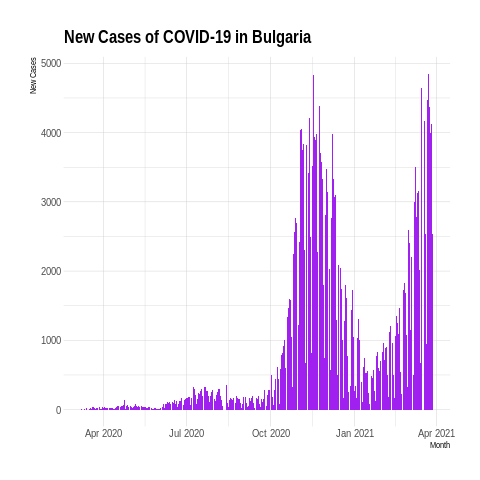 New Cases of COVID-19 in Bulgaria
New Cases
5000
4000
3000
2000
1000
0
Apr 2020
Jul 2020
Oct 2020
Jan 2021
Apr 2021
Month